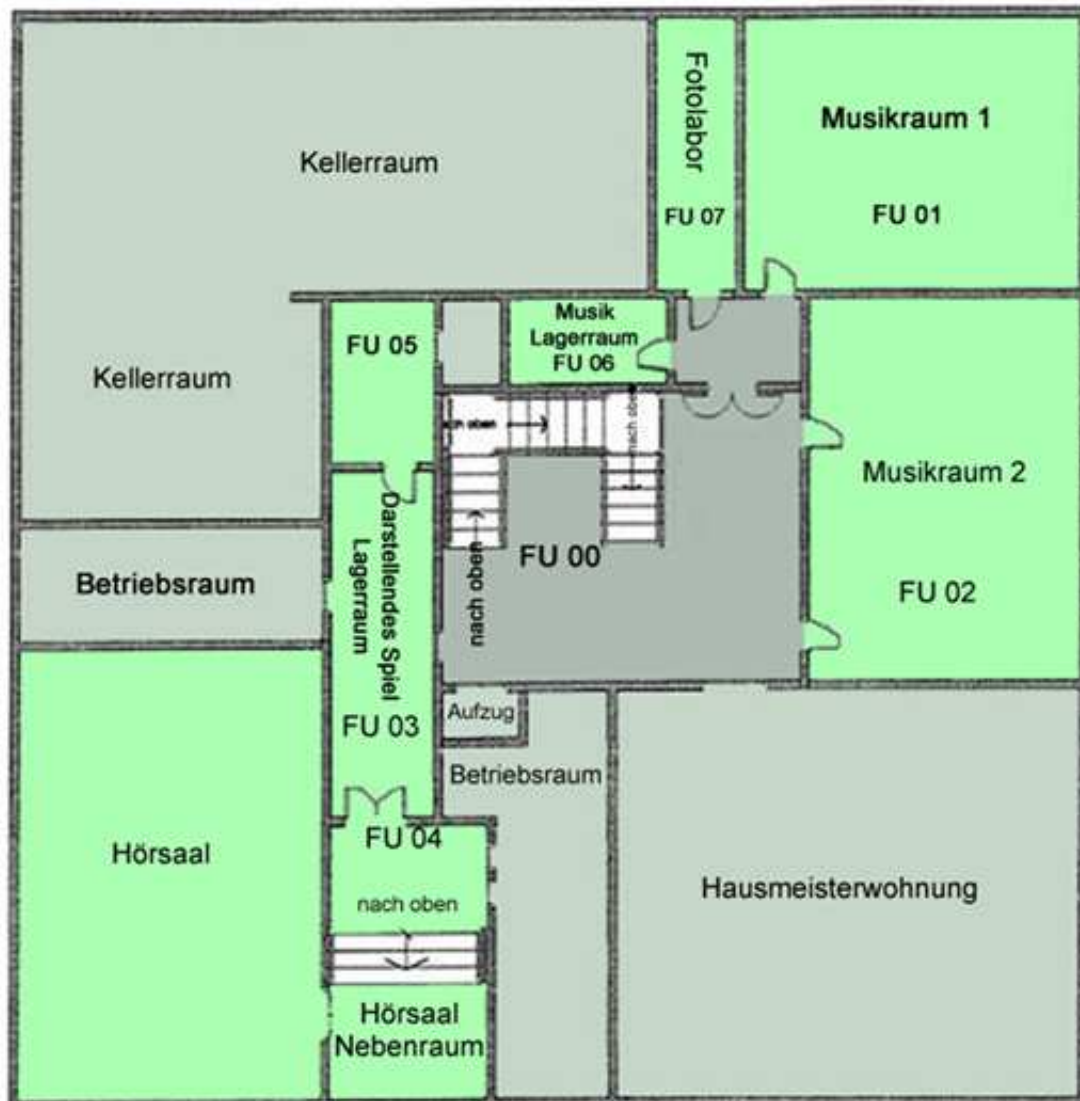 Fotolabor
FU 07
Musikraum 1
FU 01
Kellerraum
Musik
Lagerraum
FU 06
FU 05
Kellerraum
nach oben
Musikraum 2
FU 02
FU 00
nach oben
Betriebsraum
Darstellendes Spiel
Lagerraum
FU 03
Aufzug
Betriebsraum
Hörsaal
FU 04
nach oben
Hausmeisterwohnung
Hörsaal
Nebenraum